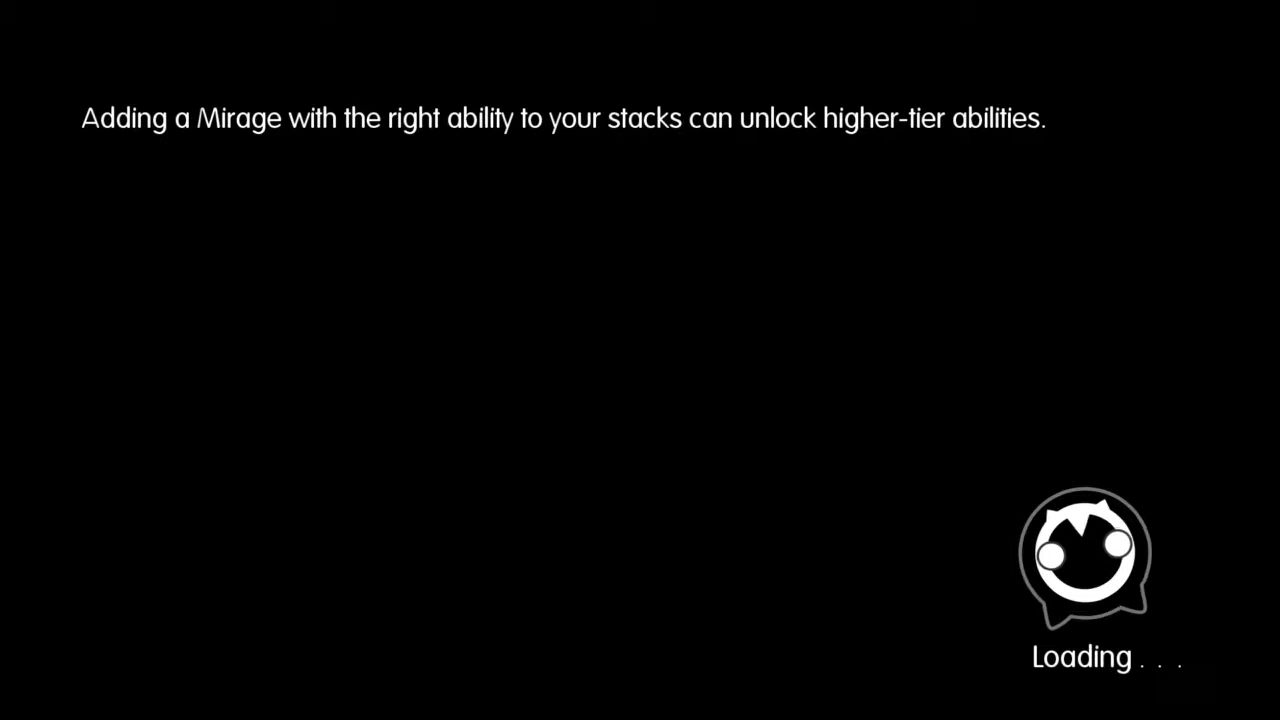 Adding a Mirage with the right ability to your stacks can unlock higher-tier abilities.
Loading . . .